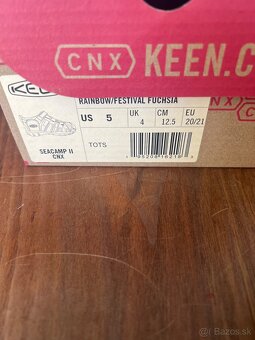 CNX KEEN.C
KEE
RAINBOW/FESTIVAL FUCHSIA
US 5 UK 4 CM 12.5 EU 20/21
SEACAMP II
CNX
TOTS
Bazos.sk